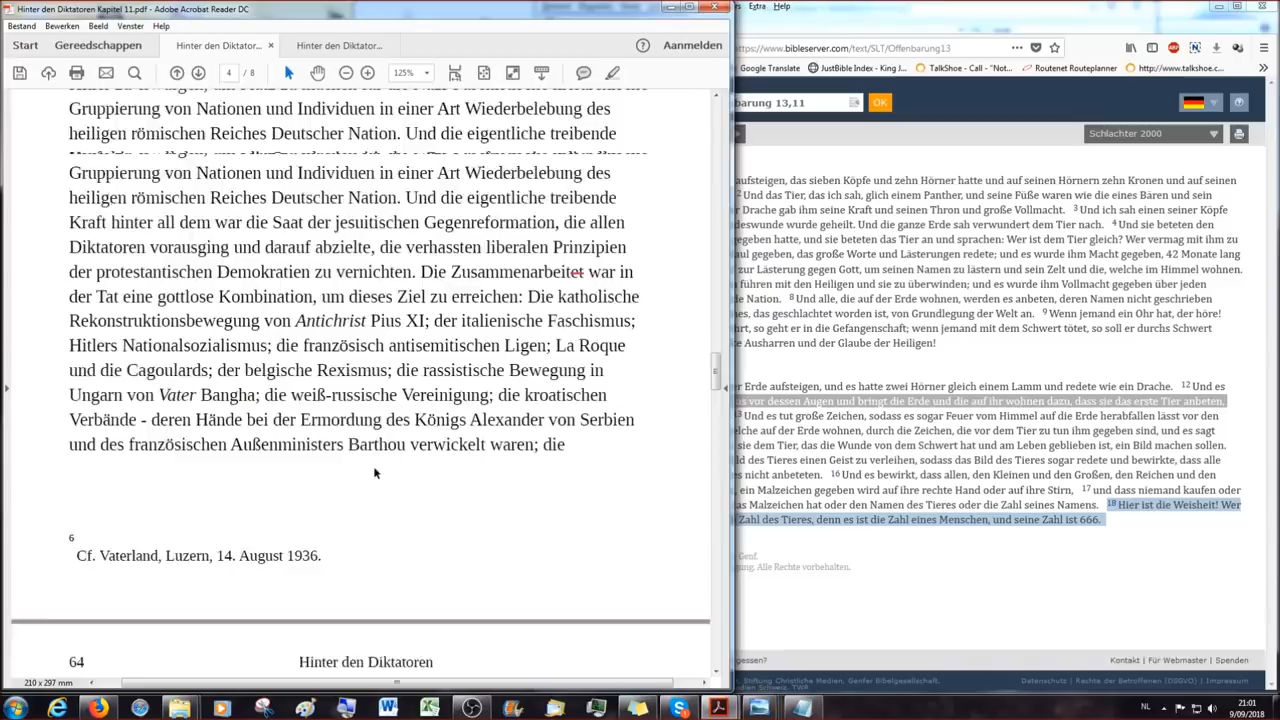 Hinter den Diktatoren Kapitel 11.pdf - Adobe Acrobat Reader DC
Bestand Bewerken Beeld Venster Help
Start Gereedschappen Hinter den Diktator... × Hinter den Diktator... Aanmelden
4 / 8 125%
Gruppierung von Nationen und Individuen in einer Art Wiederbelebung des
heiligen römischen Reiches Deutscher Nation. Und die eigentliche treibende
Gruppierung von Nationen und Individuen in einer Art Wiederbelebung des
heiligen römischen Reiches Deutscher Nation. Und die eigentliche treibende
Kraft hinter all dem war die Saat der jesuitischen Gegenreformation, die allen
Diktatoren vorausging und darauf abzielte, die verhassten liberalen Prinzipien
der protestantischen Demokratien zu vernichten. Die Zusammenarbeitet war in
der Tat eine gottlose Kombination, um dieses Ziel zu erreichen: Die katholische
Rekonstruktionsbewegung von Antichrist Pius XI; der italienische Faschismus;
Hitlers Nationalsozialismus; die französisch antisemitischen Ligen; La Roque
und die Cagoulards; der belgische Rexismus; die rassistische Bewegung in
Ungarn von Vater Bangha; die weiß-russische Vereinigung; die kroatischen
Verbände - deren Hände bei der Ermordung des Königs Alexander von Serbien
und des französischen Außenministers Barthou verwickelt waren; die
6
Cf. Vaterland, Luzern, 14. August 1936.
64 Hinter den Diktatoren
210 x 297 mm
Extra Help
https://www.bibleserver.com/text/SLT/Offenbarung13
Google Translate JustBible Index - King J... TalkShoe - Call - "Not... Routenet Routeplanner http://www.talkshoe.c...
nbarung 13,11 OK
Schlachter 2000
aufsteigen, das sieben Köpfe und zehn Hörner hatte und auf seinen Hörnern zehn Kronen und auf seinen
2 Und das Tier, das ich sah, glich einem Panther, und seine Füße waren wie die eines Bären und sein
r Drache gab ihm seine Kraft und seinen Thron und große Vollmacht. 3 Und ich sah einen seiner Köpfe
deswunde wurde geheilt. Und die ganze Erde sah verwundert dem Tier nach. 4 Und sie beteten den
gegeben hatte, und sie beteten das Tier an und sprachen: Wer ist dem Tier gleich? Wer vermag mit ihm zu
aul gegeben, das große Worte und Lästerungen redete; und es wurde ihm Macht gegeben, 42 Monate lang
zur Lästerung gegen Gott, um seinen Namen zu lästern und sein Zelt und die, welche im Himmel wohnen.
führen mit den Heiligen und sie zu überwinden; und es wurde ihm Vollmacht gegeben über jeden
e Nation. 8 Und alle, die auf der Erde wohnen, werden es anbeten, deren Namen nicht geschrieben
es, das geschlachtet worden ist, von Grundlegung der Welt an. 9 Wenn jemand ein Ohr hat, der höre!
hrt, so geht er in die Gefangenschaft; wenn jemand mit dem Schwert tötet, so soll er durchs Schwert
e Ausharren und der Glaube der Heiligen!
er Erde aufsteigen, und es hatte zwei Hörner gleich einem Lamm und redete wie ein Drache. 12 Und es
us vor dessen Augen und bringt die Erde und die auf ihr wohnen dazu, dass sie das erste Tier anbeten,
13 Und es tut große Zeichen, sodass es sogar Feuer vom Himmel auf die Erde herabfallen lässt vor den
elche auf der Erde wohnen, durch die Zeichen, die vor dem Tier zu tun ihm gegeben sind, und es sagt
sie dem Tier, das die Wunde von dem Schwert hat und am Leben geblieben ist, ein Bild machen sollen.
ld des Tieres einen Geist zu verleihen, sodass das Bild des Tieres sogar redete und bewirkte, dass alle
es nicht anbeteten. 16 Und es bewirkt, dass allen, den Kleinen und den Großen, den Reichen und den
, ein Malzeichen gegeben wird auf ihre rechte Hand oder auf ihre Stirn, 17 und dass niemand kaufen oder
as Malzeichen hat oder den Namen des Tieres oder die Zahl seines Namens. 18 Hier ist die Weisheit! Wer
Zahl des Tieres, denn es ist die Zahl eines Menschen, und seine Zahl ist 666.
Genf.
gung. Alle Rechte vorbehalten.
gessen? Kontakt | Für Webmaster | Spenden
Stiftung Christliche Medien, Genfer Bibelgesellschaft, Datenschutz | Rechte der Betroffenen (DSGVO) | Impressum
NL 21:01
9/09/2018